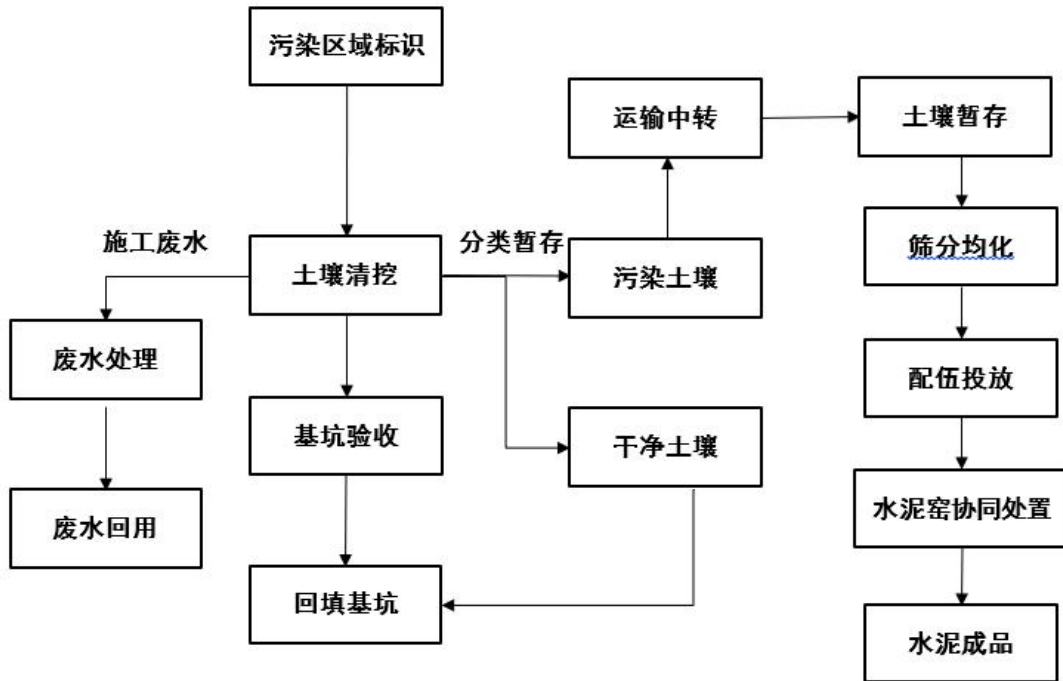 污染区域标识
运输中转
土壤暂存
施工废水
分类暂存
筛分均化
土壤清挖
污染土壤
废水处理
配伍投放
基坑验收
干净土壤
水泥窑协同处置
废水回用
回填基坑
水泥成品